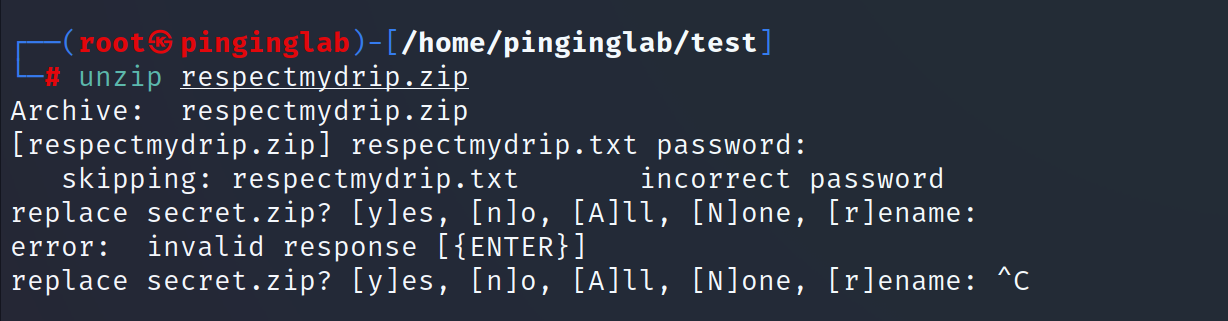 ┌──(root㉿pinginglab)-[/home/pinginglab/test]
└─# unzip respectmydrip.zip
Archive:  respectmydrip.zip
[respectmydrip.zip] respectmydrip.txt password:
   skipping: respectmydrip.txt       incorrect password
replace secret.zip? [y]es, [n]o, [A]ll, [N]one, [r]ename:
error:  invalid response [{ENTER}]
replace secret.zip? [y]es, [n]o, [A]ll, [N]one, [r]ename: ^C